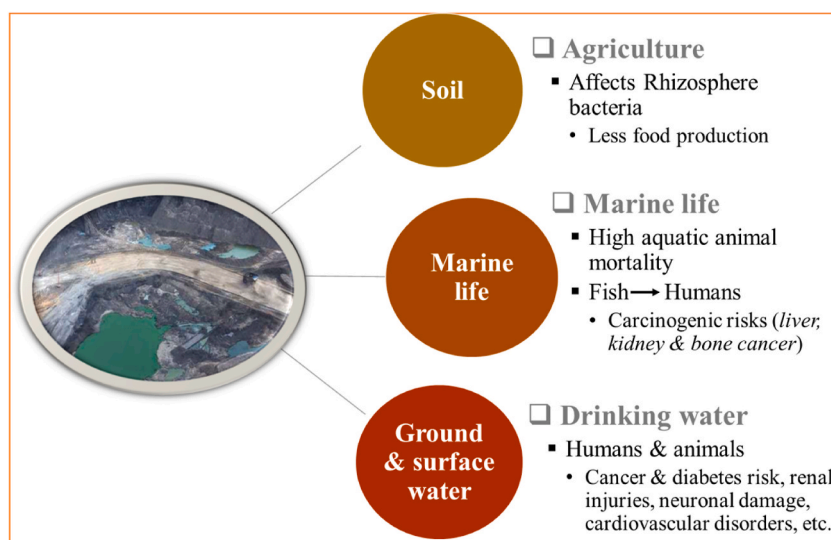 Soil
❑ Agriculture
▪ Affects Rhizosphere
bacteria
• Less food production
Marine
life
❑ Marine life
▪ High aquatic animal
mortality
▪ Fish→Humans
• Carcinogenic risks (liver,
kidney & bone cancer)
Ground
& surface
water
❑ Drinking water
▪ Humans & animals
• Cancer & diabetes risk, renal
injuries, neuronal damage,
cardiovascular disorders, etc.